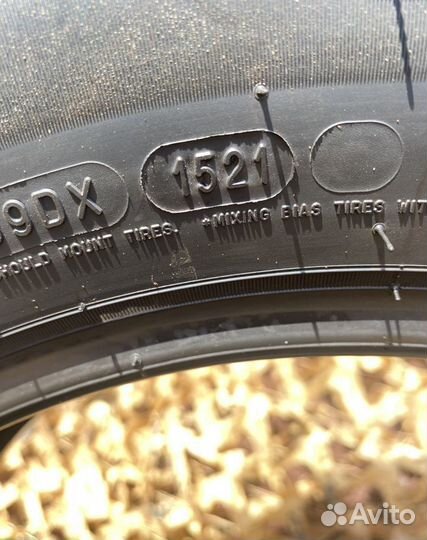 9DX 1521
SHOULD MOUNT TIRES. *MIXING BIAS TIRES WIT
Avito